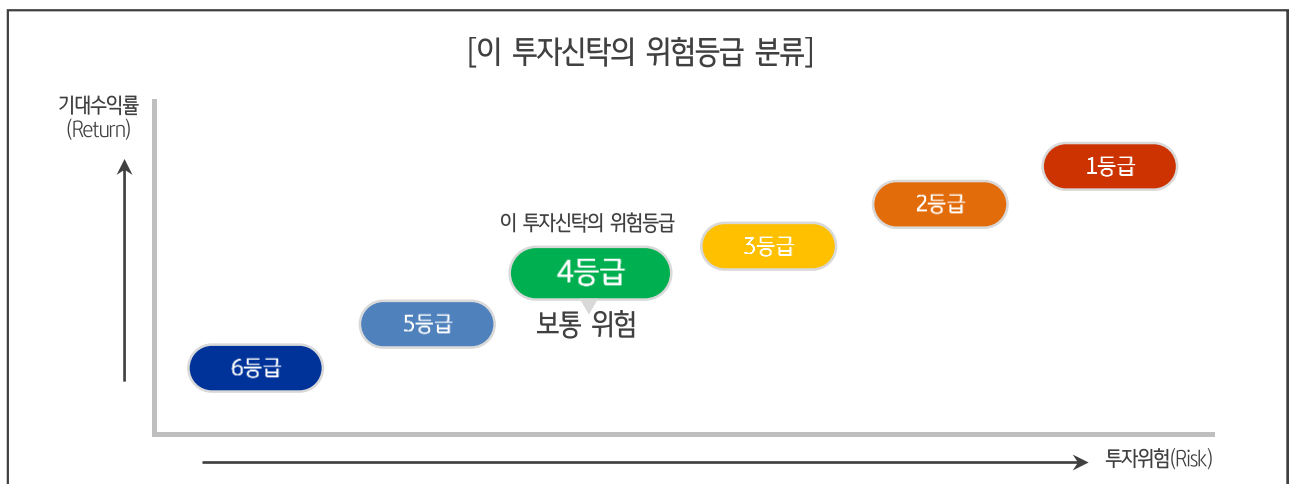 [이 투자신탁의 위험등급 분류]
기대수익률
(Return)
1등급
2등급
이 투자신탁의 위험등급
3등급
4등급
5등급
보통 위험
6등급
투자위험(Risk)